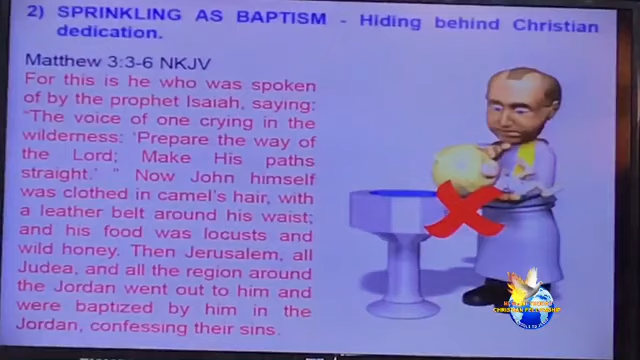 2) SPRINKLING AS BAPTISM - Hiding behind Christian
dedication.
Matthew 3:3-6 NKJV
For this is he who was spoken
of by the prophet Isaiah, saying:
"The voice of one crying in the
wilderness: 'Prepare the way of
the Lord; Make His paths
straight.' " Now John himself
was clothed in camel's hair, with
a leather belt around his waist;
and his food was locusts and
wild honey. Then Jerusalem, all
Judea, and all the region around
the Jordan went out to him and
were baptized by him in the
Jordan, confessing their sins.
CHRISTIAN FELLOWSHIP